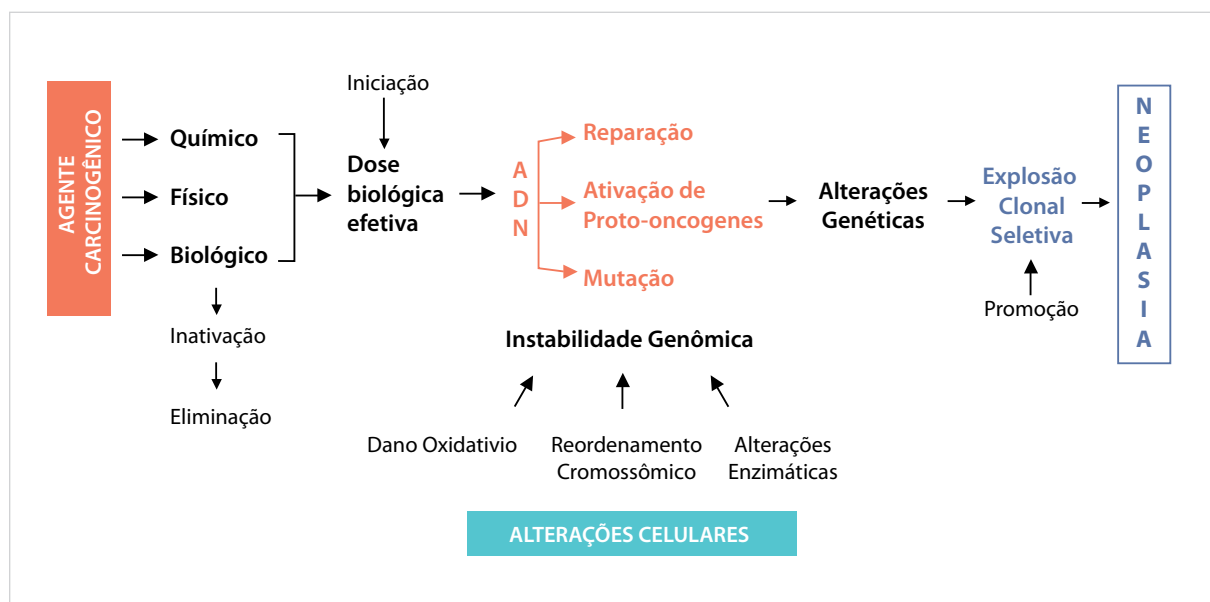 AGENTE
CARCINOGÊNICO
Químico
Físico
Biológico
Inativação
Eliminação
Iniciação
Dose
biológica
efetiva
A
D
N
Reparação
Ativação de
Proto-oncogenes
Mutação
Instabilidade Genômica
Dano Oxidativio
Reordenamento
Cromossômico
Alterações
Enzimáticas
ALTERAÇÕES CELULARES
Alterações
Genéticas
Explosão
Clonal
Seletiva
Promoção
N
E
O
P
L
A
S
I
A